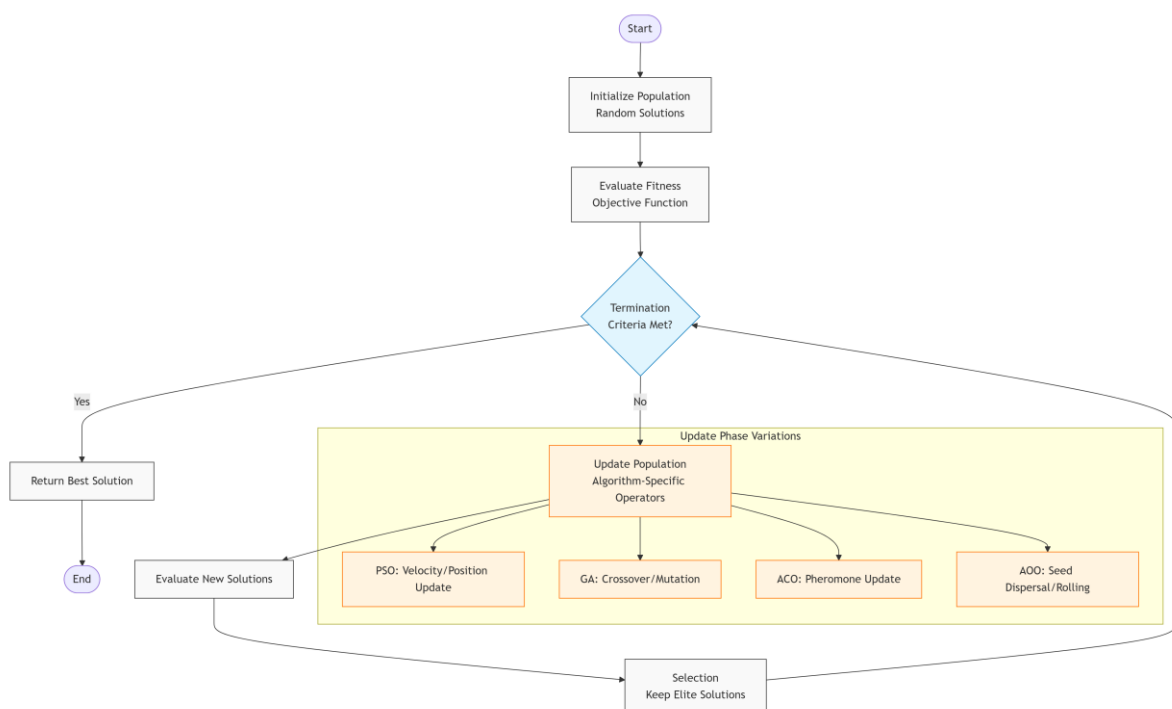 Start
Initialize Population
Random Solutions
Evaluate Fitness
Objective Function
Termination
Criteria Met?
Yes
No
Update Phase Variations
Update Population
Algorithm-Specific
Operators
Return Best Solution
End
Evaluate New Solutions
PSO: Velocity/Position
Update
GA: Crossover/Mutation
ACO: Pheromone Update
AOO: Seed
Dispersal/Rolling
Selection
Keep Elite Solutions